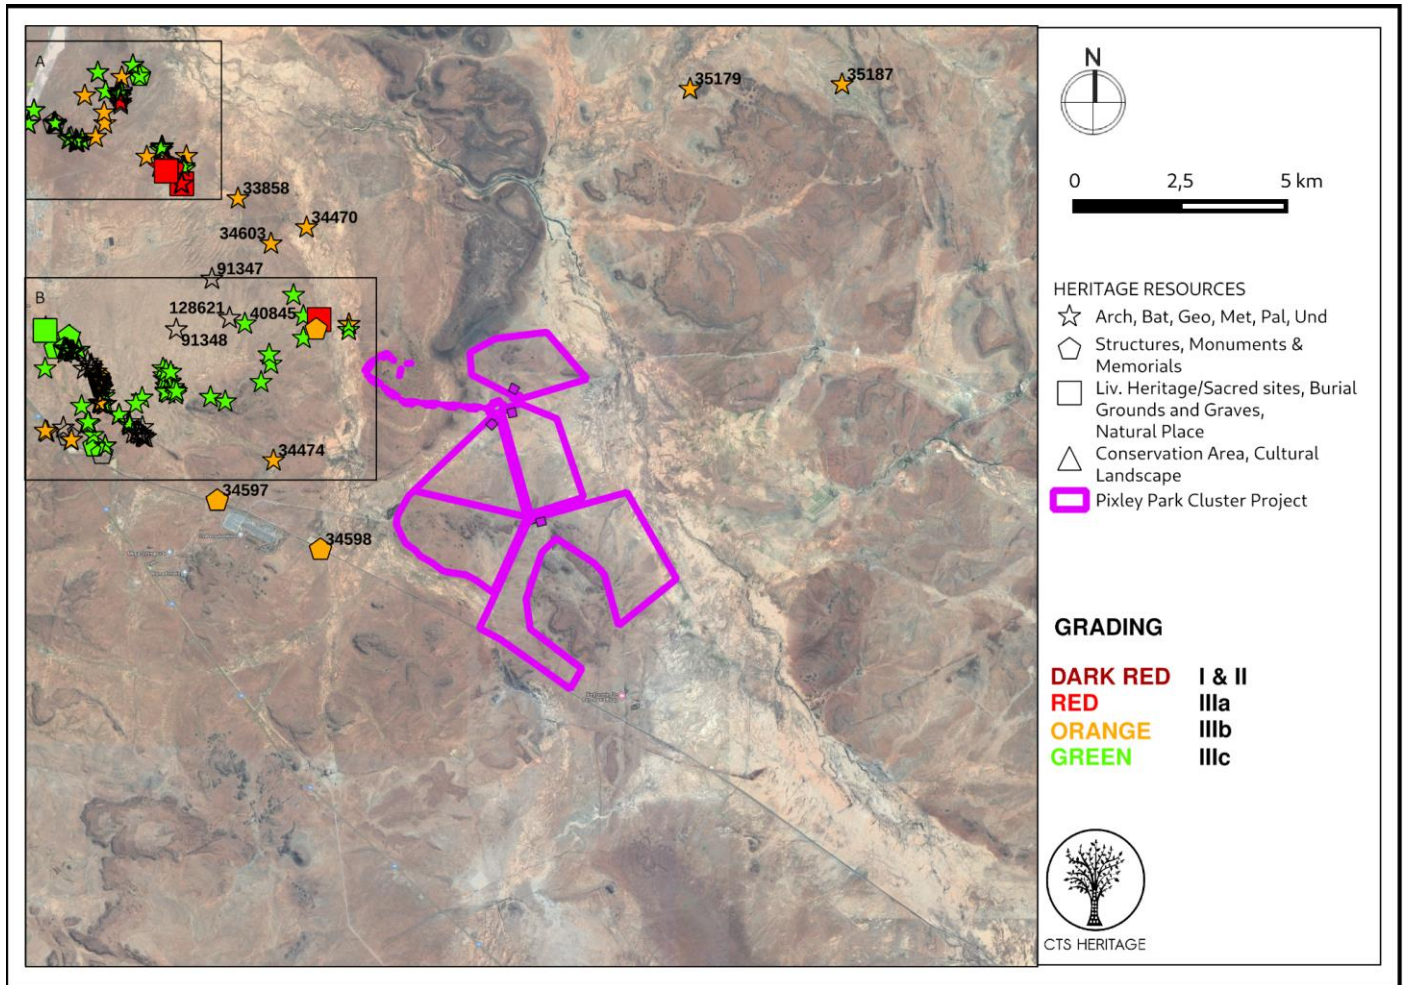 A
35179
35187
33858
34470
34603
91347
B
128621
40845
91348
34474
34597
34598
N
0 2,5 5 km
HERITAGE RESOURCES
Arch, Bat, Geo, Met, Pal, Und
Structures, Monuments &
Memorials
Liv. Heritage/Sacred sites, Burial
Grounds and Graves,
Natural Place
Conservation Area, Cultural
Landscape
Pixley Park Cluster Project
GRADING
DARK RED I & II
RED IIIa
ORANGE IIIb
GREEN IIIc
CTS HERITAGE